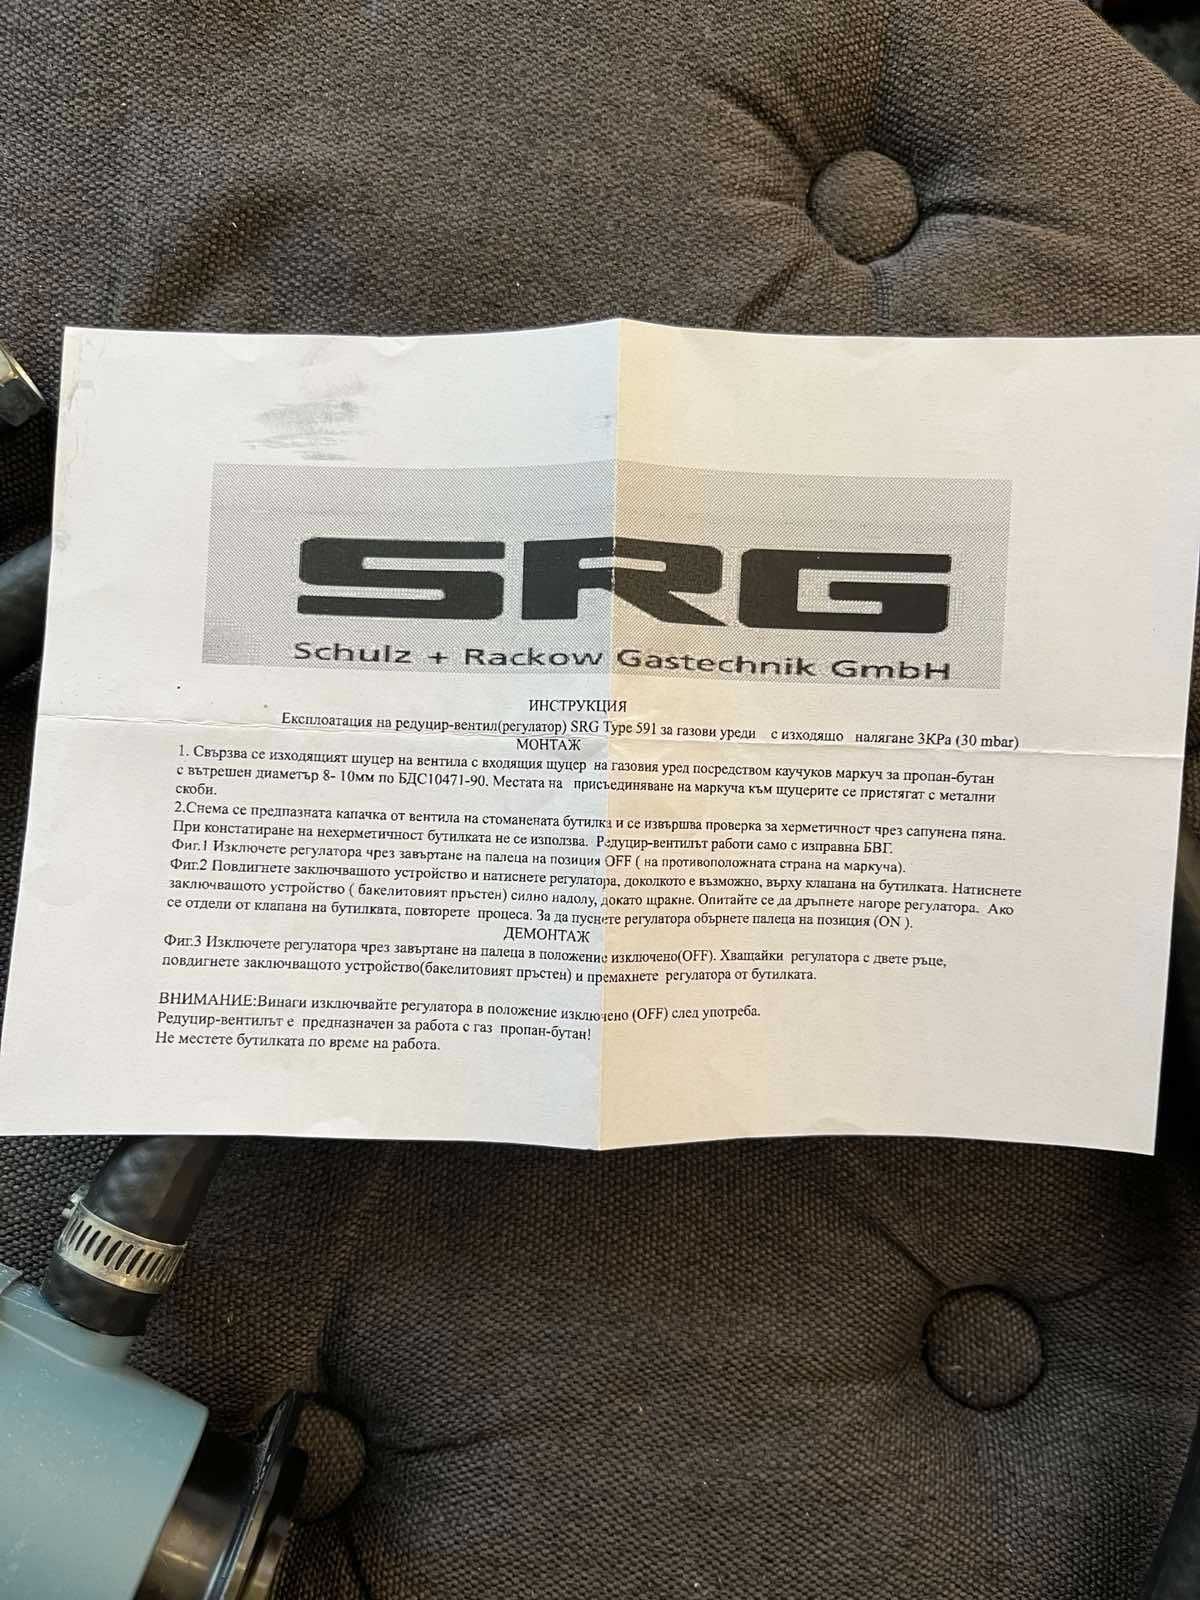 SRG
Schulz + Rackow Gastechnik GmbH
ИНСТРУКЦИЯ
Експлоатация на редуцир-вентил(регулатор) SRG Type 591 за газови уреди с изходящо налягане 3KPa (30 mbar)
МОНТАЖ
1. Свързва се изходящият щуцер на вентила с входящия щуцер на газовия уред посредством каучуков маркуч за пропан-бутан
с вътрешен диаметър 8- 10мм по БДС10471-90. Местата на присъединяване на маркуча към щуцерите се пристягат с метални
скоби.
2.Снема се предпазната капачка от вентила на стоманената бутилка и се извършва проверка за херметичност чрез сапунена пяна.
При констатиране на нехерметичност бутилката не се използва. Редуцир-вентилът работи само с изправна БВГ.
Фиг.1 Изключете регулатора чрез завъртане на палеца на позиция OFF ( на противоположната страна на маркуча).
Фиг.2 Повдигнете заключващото устройство и натиснете регулатора, доколкото е възможно, върху клапана на бутилката. Натиснете
заключващото устройство ( бакелитовият пръстен) силно надолу, докато щракне. Опитайте се да дръпнете нагоре регулатора. Ако
се отдели от клапана на бутилката, повторете процеса. За да пуснете регулатора обърнете палеца на позиция (ON ).
ДЕМОНТАЖ
Фиг.3 Изключете регулатора чрез завъртане на палеца в положение изключено(OFF). Хващайки регулатора с двете ръце,
повдигнете заключващото устройство(бакелитовият пръстен) и премахнете регулатора от бутилката.
ВНИМАНИЕ:Винаги изключвайте регулатора в положение изключено (OFF) след употреба.
Редуцир-вентилът е предназначен за работа с газ пропан-бутан!
Не местете бутилката по време на работа.